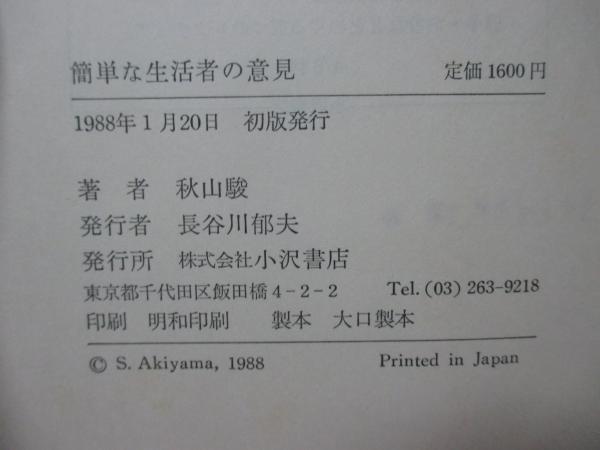 簡単な生活者の意見 定価1600円
1988年1月20日 初版発行
著者 秋山駿
発行者 長谷川郁夫
発行所 株式会社小沢書店
東京都千代田区飯田橋4-2-2 Tel. (03) 263-9218
印刷 明和印刷 製本 大口製本
© S. Akiyama, 1988 Printed in Japan